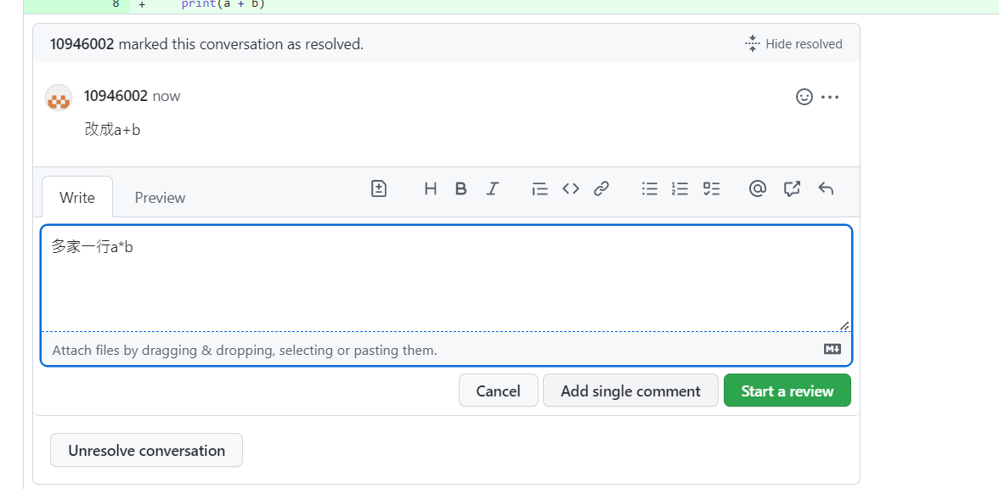 8 + print(a + b)
10946002 marked this conversation as resolved.
Hide resolved
10946002 now
改成a+b
Write
Preview
H B I
多家一行a*b
Attach files by dragging & dropping, selecting or pasting them.
M
Cancel
Add single comment
Start a review
Unresolve conversation